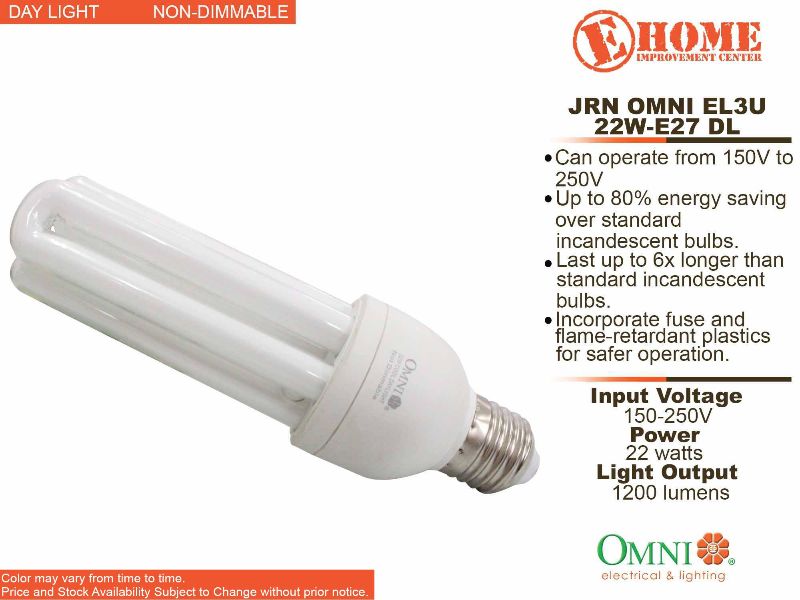 DAY LIGHT NON-DIMMABLE
E HOME
IMPROVEMENT CENTER
JRN OMNI EL3U
22W-E27 DL
•Can operate from 150V to
250V
•Up to 80% energy saving
over standard
incandescent bulbs.
•Last up to 6x longer than
standard incandescent
bulbs.
•Incorporate fuse and
flame-retardant plastics
for safer operation.
Input Voltage
150-250V
Power
22 watts
Light Output
1200 lumens
OMNI
Non Dimmable
OMNI ®
electrical & lighting
Color may vary from time to time.
Price and Stock Availability Subject to Change without prior notice.